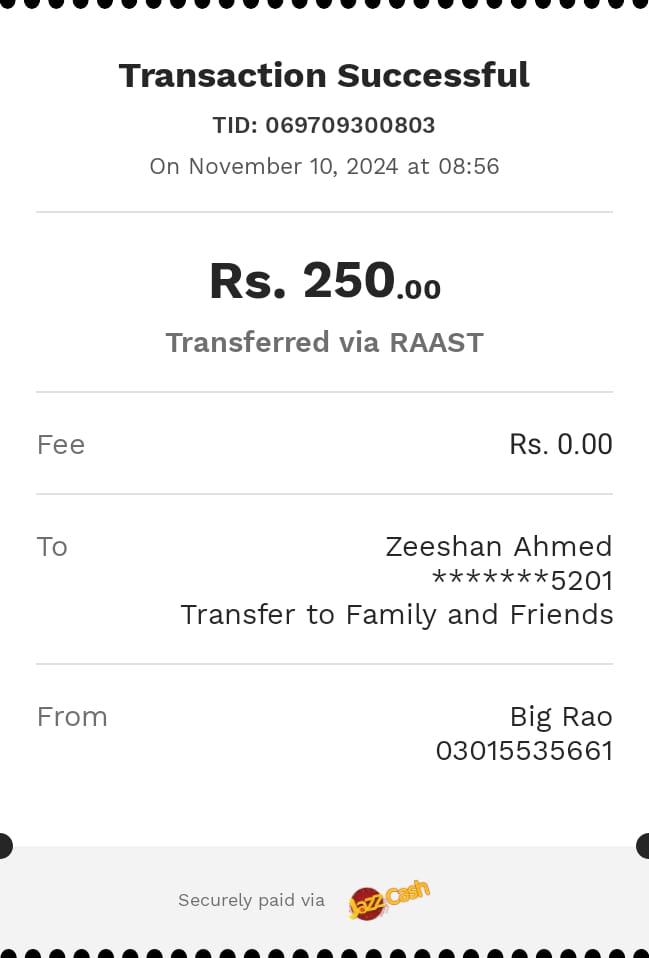 Transaction Successful
TID: 069709300803
On November 10, 2024 at 08:56
Rs. 250.00
Transferred via RAAST
Fee
Rs. 0.00
To
Zeeshan Ahmed
*******5201
Transfer to Family and Friends
From
Big Rao
03015535661
Securely paid via
JazzCash